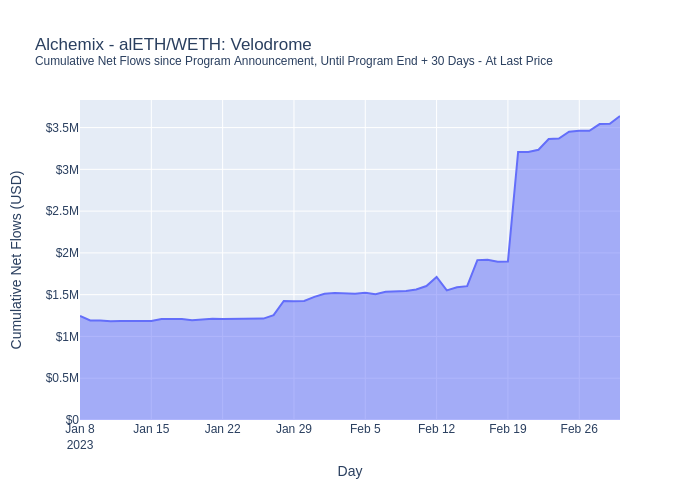 Alchemix - alETH/WETH: Velodrome
Cumulative Net Flows since Program Announcement, Until Program End + 30 Days - At Last Price
Cumulative Net Flows (USD)
$3.5M
$3M
$2.5M
$2M
$1.5M
$1M
$0.5M
$0
Jan 8
2023
Jan 15
Jan 22
Jan 29
Feb 5
Feb 12
Feb 19
Feb 26
Day